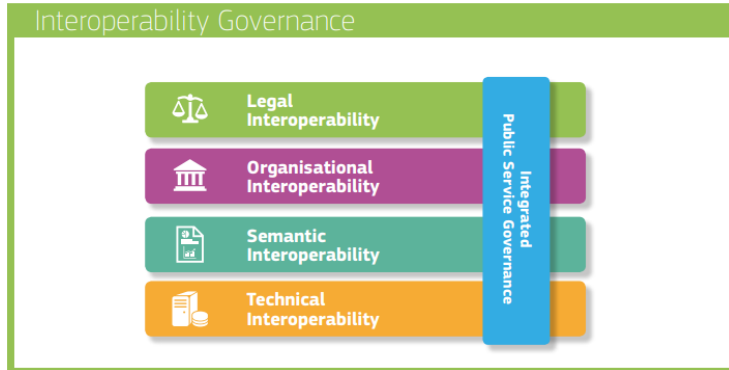 Interoperability Governance
Legal
Interoperability
Organisational
Interoperability
Semantic
Interoperability
Technical
Interoperability
Integrated
Public Service Governance